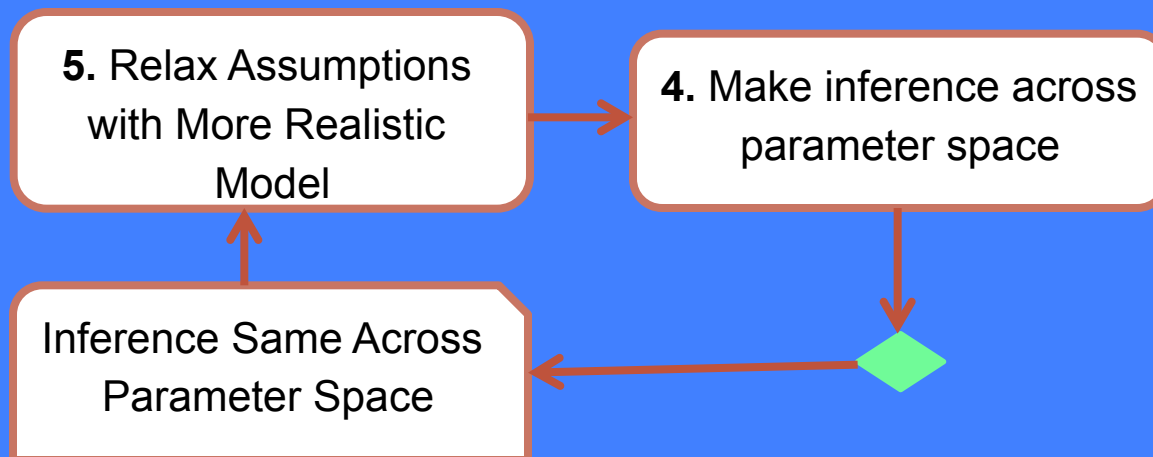 5. Relax Assumptions
with More Realistic
Model
4. Make inference across
parameter space
Inference Same Across
Parameter Space